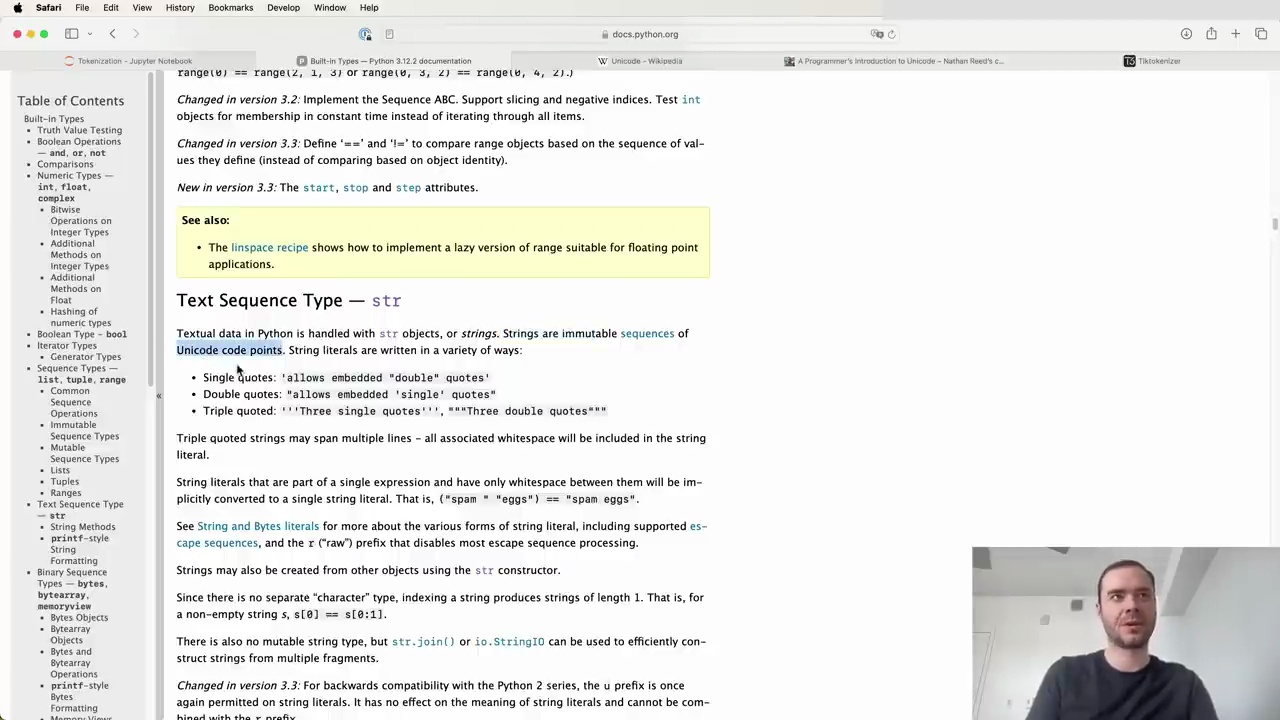 Safari File Edit View History Bookmarks Develop Window Help
docs.python.org
Tokenization - Jupyter Notebook
Built-in Types — Python 3.12.2 documentation
Unicode - Wikipedia
A Programmer's Introduction to Unicode – Nathan Reed's c...
Tiktokenizer
Table of Contents
Built-in Types
Truth Value Testing
Boolean Operations
— and, or, not
Comparisons
Numeric Types —
int, float,
complex
Bitwise
Operations on
Integer Types
Additional
Methods on
Integer Types
Additional
Methods on
Float
Hashing of
numeric types
Boolean Type - bool
Iterator Types
Generator Types
Sequence Types —
list, tuple, range
Common
Sequence
Operations
Immutable
Sequence Types
Mutable
Sequence Types
Lists
Tuples
Ranges
Text Sequence Type
— str
String Methods
printf-style
String
Formatting
Binary Sequence
Types — bytes,
bytearray,
memoryview
Bytes Objects
Bytearray
Objects
Bytes and
Bytearray
Operations
printf-style
Bytes
Formatting
Memory Views
«
range(0) == range(2, 1, 3) or range(0, 3, 2) == range(0, 4, 2).)
Changed in version 3.2: Implement the Sequence ABC. Support slicing and negative indices. Test int
objects for membership in constant time instead of iterating through all items.
Changed in version 3.3: Define ‘==’ and ‘!=’ to compare range objects based on the sequence of val-
ues they define (instead of comparing based on object identity).
New in version 3.3: The start, stop and step attributes.
See also:
• The linspace recipe shows how to implement a lazy version of range suitable for floating point
applications.
Text Sequence Type — str
Textual data in Python is handled with str objects, or strings. Strings are immutable sequences of
Unicode code points. String literals are written in a variety of ways:
• Single quotes: 'allows embedded "double" quotes'
• Double quotes: "allows embedded 'single' quotes"
• Triple quoted: '''Three single quotes''', """Three double quotes"""
Triple quoted strings may span multiple lines – all associated whitespace will be included in the string
literal.
String literals that are part of a single expression and have only whitespace between them will be im-
plicitly converted to a single string literal. That is, ("spam " "eggs") == "spam eggs".
See String and Bytes literals for more about the various forms of string literal, including supported es-
cape sequences, and the r (“raw”) prefix that disables most escape sequence processing.
Strings may also be created from other objects using the str constructor.
Since there is no separate “character” type, indexing a string produces strings of length 1. That is, for
a non-empty string s, s[0] == s[0:1].
There is also no mutable string type, but str.join() or io.StringIO can be used to efficiently con-
struct strings from multiple fragments.
Changed in version 3.3: For backwards compatibility with the Python 2 series, the u prefix is once
again permitted on string literals. It has no effect on the meaning of string literals and cannot be com-
bined with the r prefix.